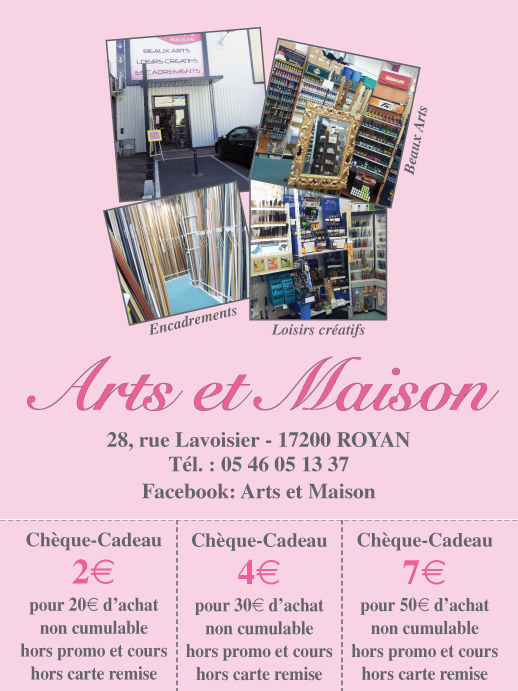 MAISON
BEAUX ARTS
LOISIRS CREATIFS
ENCADREMENTS
Beaux Arts
Encadrements
Loisirs créatifs
Arts et Maison
28, rue Lavoisier - 17200 ROYAN
Tél. : 05 46 05 13 37
Facebook: Arts et Maison
Chèque-Cadeau
2€
pour 20€ d’achat
non cumulable
hors promo et cours
hors carte remise
Chèque-Cadeau
4€
pour 30€ d’achat
non cumulable
hors promo et cours
hors carte remise
Chèque-Cadeau
7€
pour 50€ d’achat
non cumulable
hors promo et cours
hors carte remise